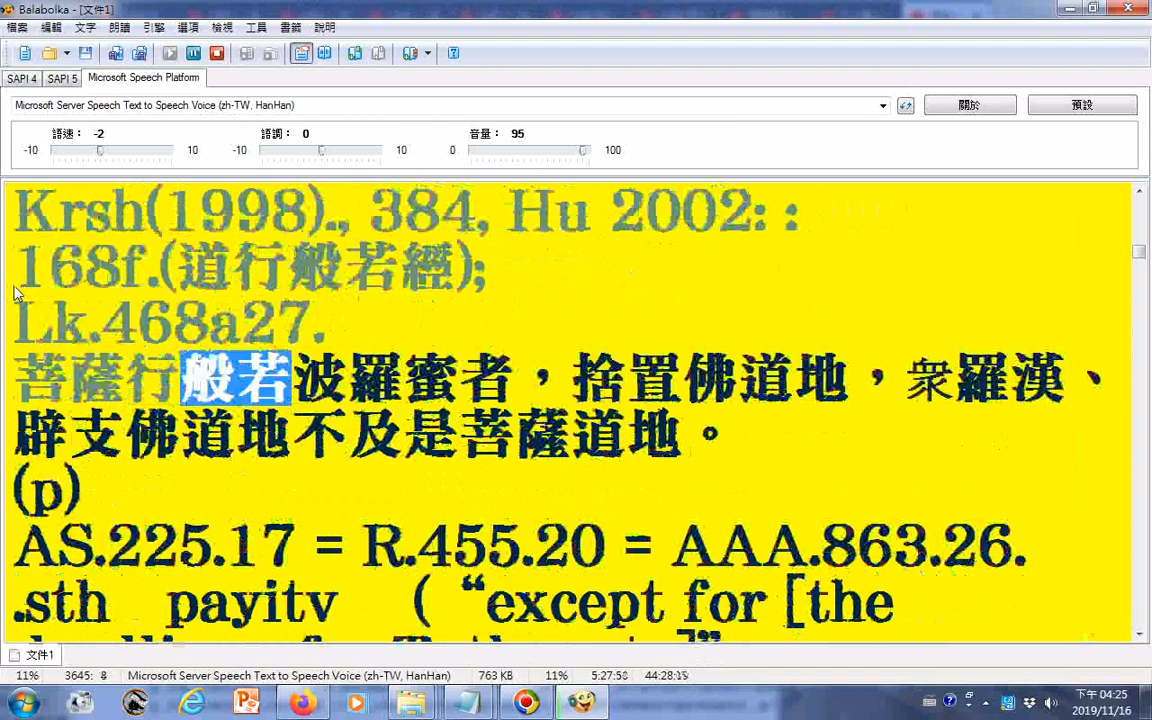 Balabolka - [文件1]
檔案 編輯 文字 朗讀 引擎 選項 檢視 工具 書籤 說明
SAPI 4 SAPI 5 Microsoft Speech Platform
Microsoft Server Speech Text to Speech Voice (zh-TW, HanHan) 關於 預設
語速： -2 語調： 0 音量： 95
-10 10 -10 10 0 100
Krsh(1998)., 384, Hu 2002: :
168f.(道行般若經);
Lk.468a27.
菩薩行般若波羅蜜者，捨置佛道地，衆羅漢、
辟支佛道地不及是菩薩道地。
(p)
AS.225.17 = R.455.20 = AAA.863.26.
.sth payitv ( “except for [the
文件1
11% 3645: 8 Microsoft Server Speech Text to Speech Voice (zh-TW, HanHan) 763 KB 11% 5:27:58 44:28:15
下午 04:25
2019/11/16